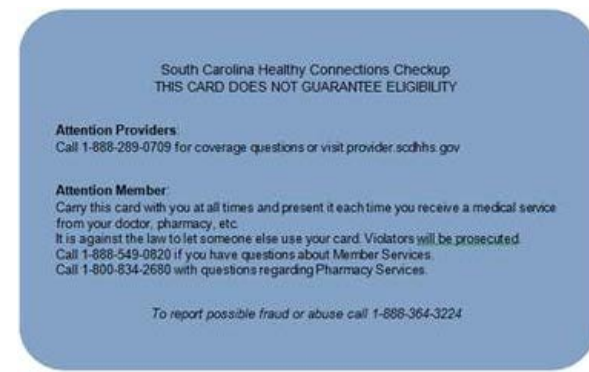 South Carolina Healthy Connections Checkup
THIS CARD DOES NOT GUARANTEE ELIGIBILITY
Attention Providers:
Call 1-888-289-0709 for coverage questions or visit provider.scdhhs.gov
Attention Member:
Carry this card with you at all times and present it each time you receive a medical service
from your doctor, pharmacy, etc.
It is against the law to let someone else use your card. Violators will be prosecuted.
Call 1-888-549-0820 if you have questions about Member Services.
Call 1-800-834-2680 with questions regarding Pharmacy Services.
To report possible fraud or abuse call 1-888-364-3224